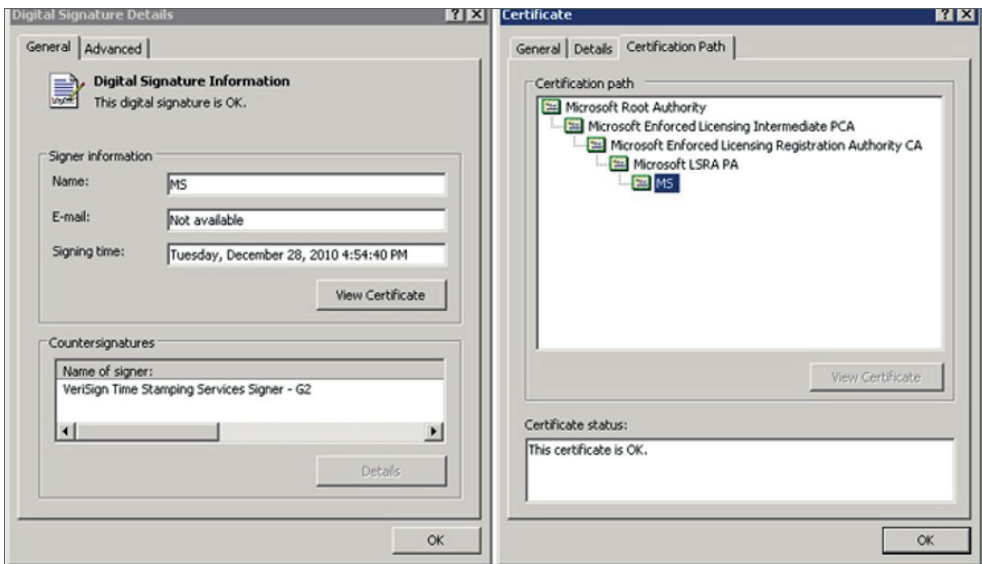 Digital Signature Details
General
Advanced
Digital Signature Information
This digital signature is OK.
Signer information
Name:
MS
E-mail:
Not available
Signing time:
Tuesday, December 28, 2010 4:54:40 PM
View Certificate
Countersignatures
Name of signer:
VeriSign Time Stamping Services Signer - G2
Details
OK
Certificate
General
Details
Certification Path
Certification path
Microsoft Root Authority
Microsoft Enforced Licensing Intermediate PCA
Microsoft Enforced Licensing Registration Authority CA
Microsoft LSRA PA
MS
View Certificate
Certificate status:
This certificate is OK.
OK